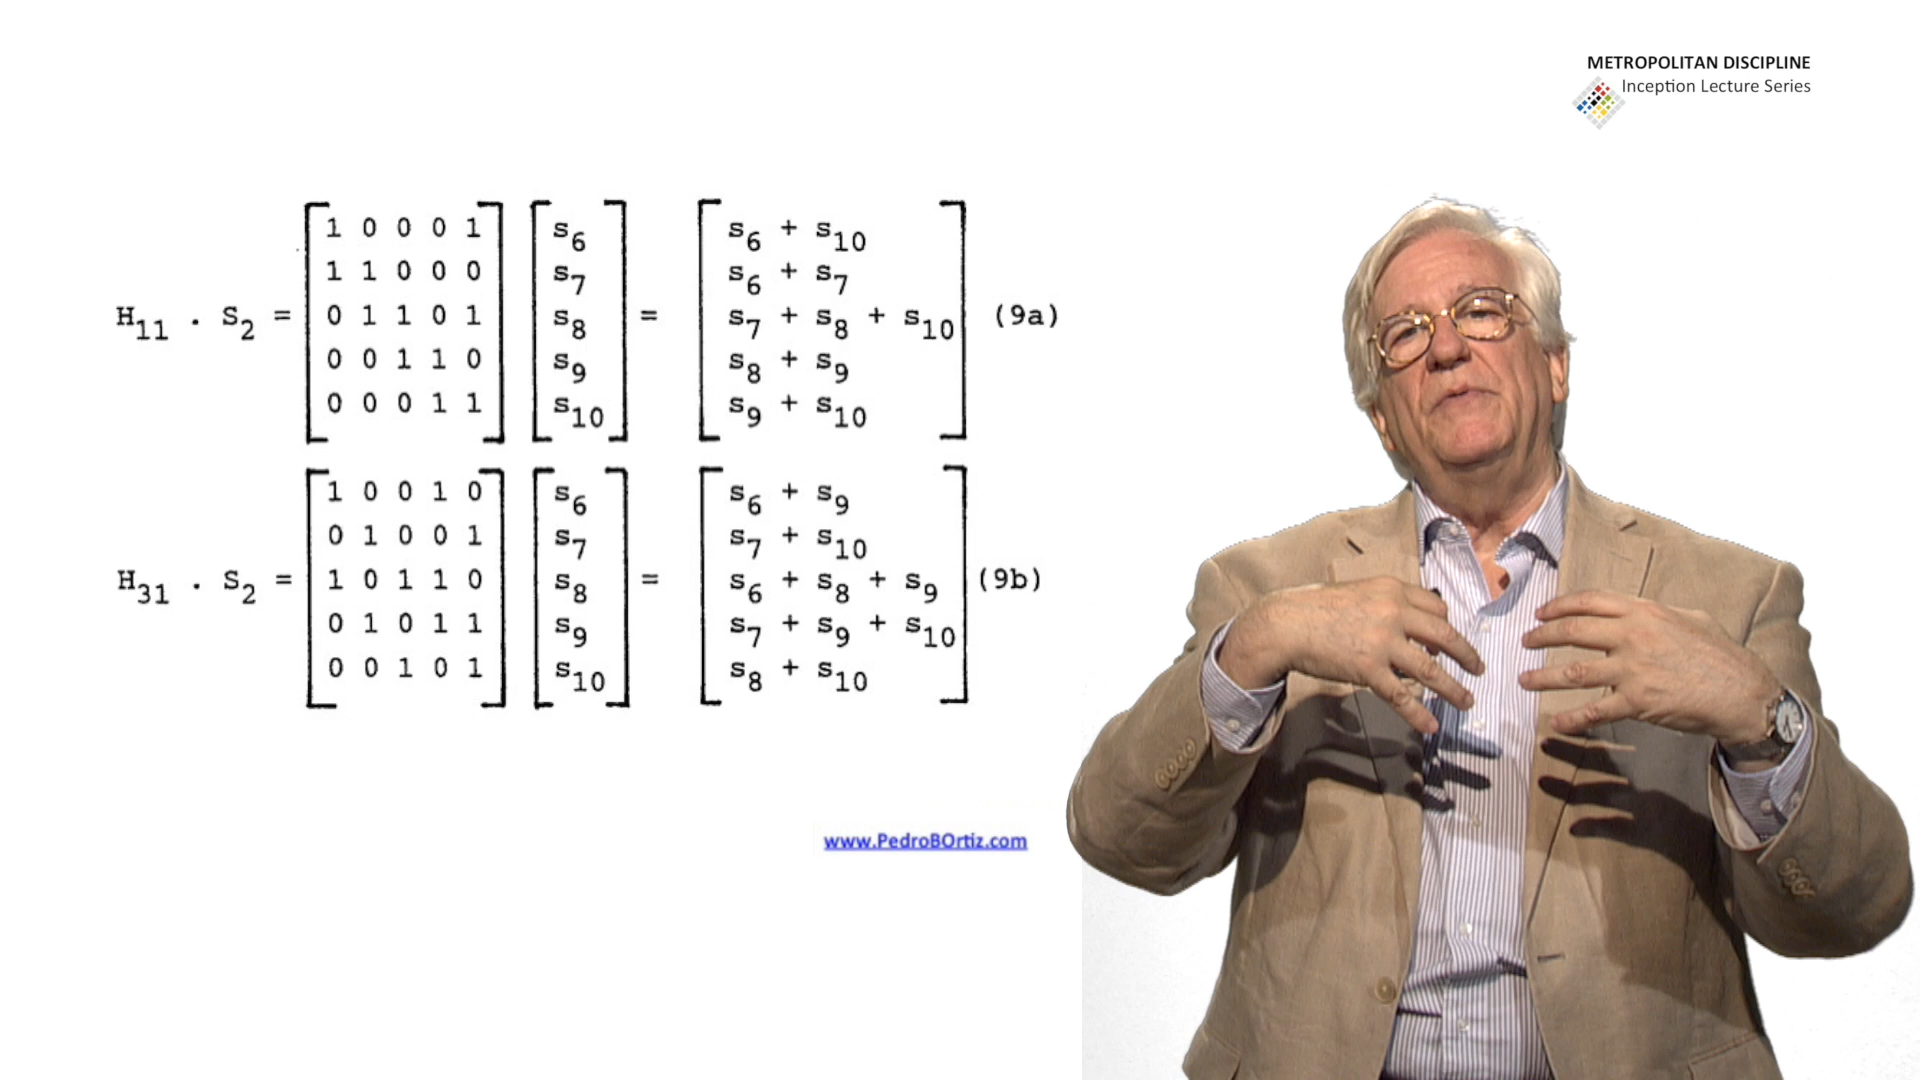 METROPOLITAN DISCIPLINE
Inception Lecture Series
H11 . S2 = [1 0 0 0 1] [s6] = [s6 + s10] (9a)
1 1 0 0 0 s7 s6 + s7
0 1 1 0 1 s8 s7 + s8 + s10
0 0 1 1 0 s9 s8 + s9
0 0 0 1 1 s10 s9 + s10
H31 . S2 = [1 0 0 1 0] [s6] = [s6 + s9] (9b)
0 1 0 0 1 s7 s7 + s10
1 0 1 1 0 s8 s6 + s8 + s9
0 1 0 1 1 s9 s7 + s9 + s10
0 0 1 0 1 s10 s8 + s10
www.PedroBOrtiz.com